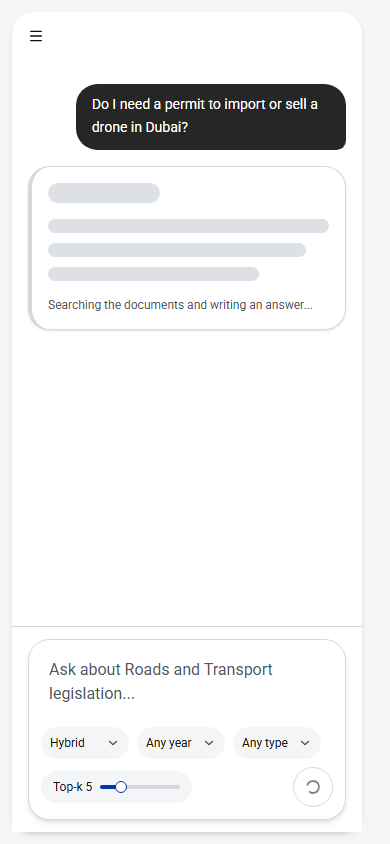 Do I need a permit to import or sell a
drone in Dubai?
Searching the documents and writing an answer...
Ask about Roads and Transport
legislation...
Hybrid
Any year
Any type
Top-k 5